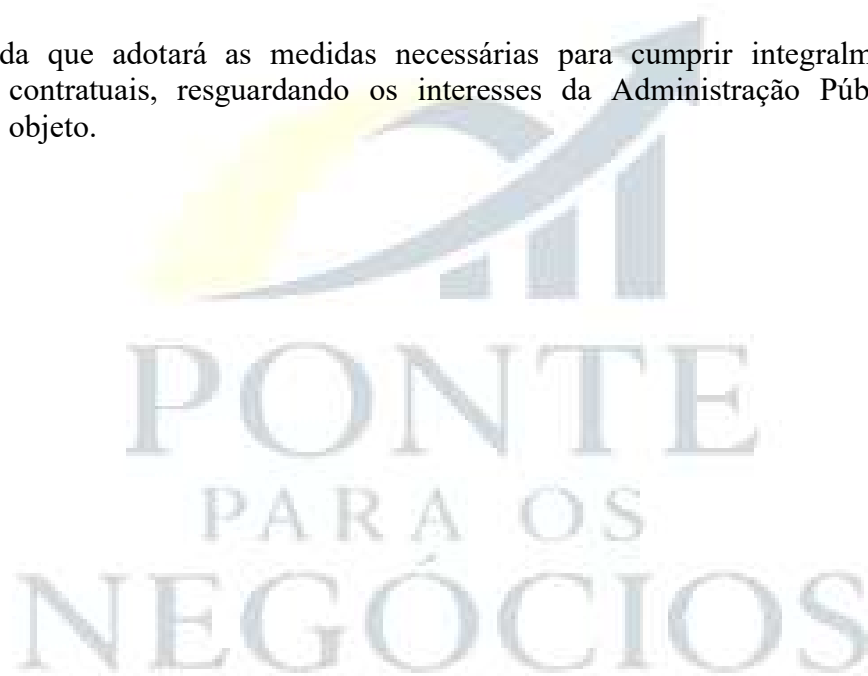 da que adotará as medidas necessárias para cumprir integralm
contratuais, resguardando os interesses da Administração Púb
objeto.
PONTE
PARA OS
NEGÓCIOS